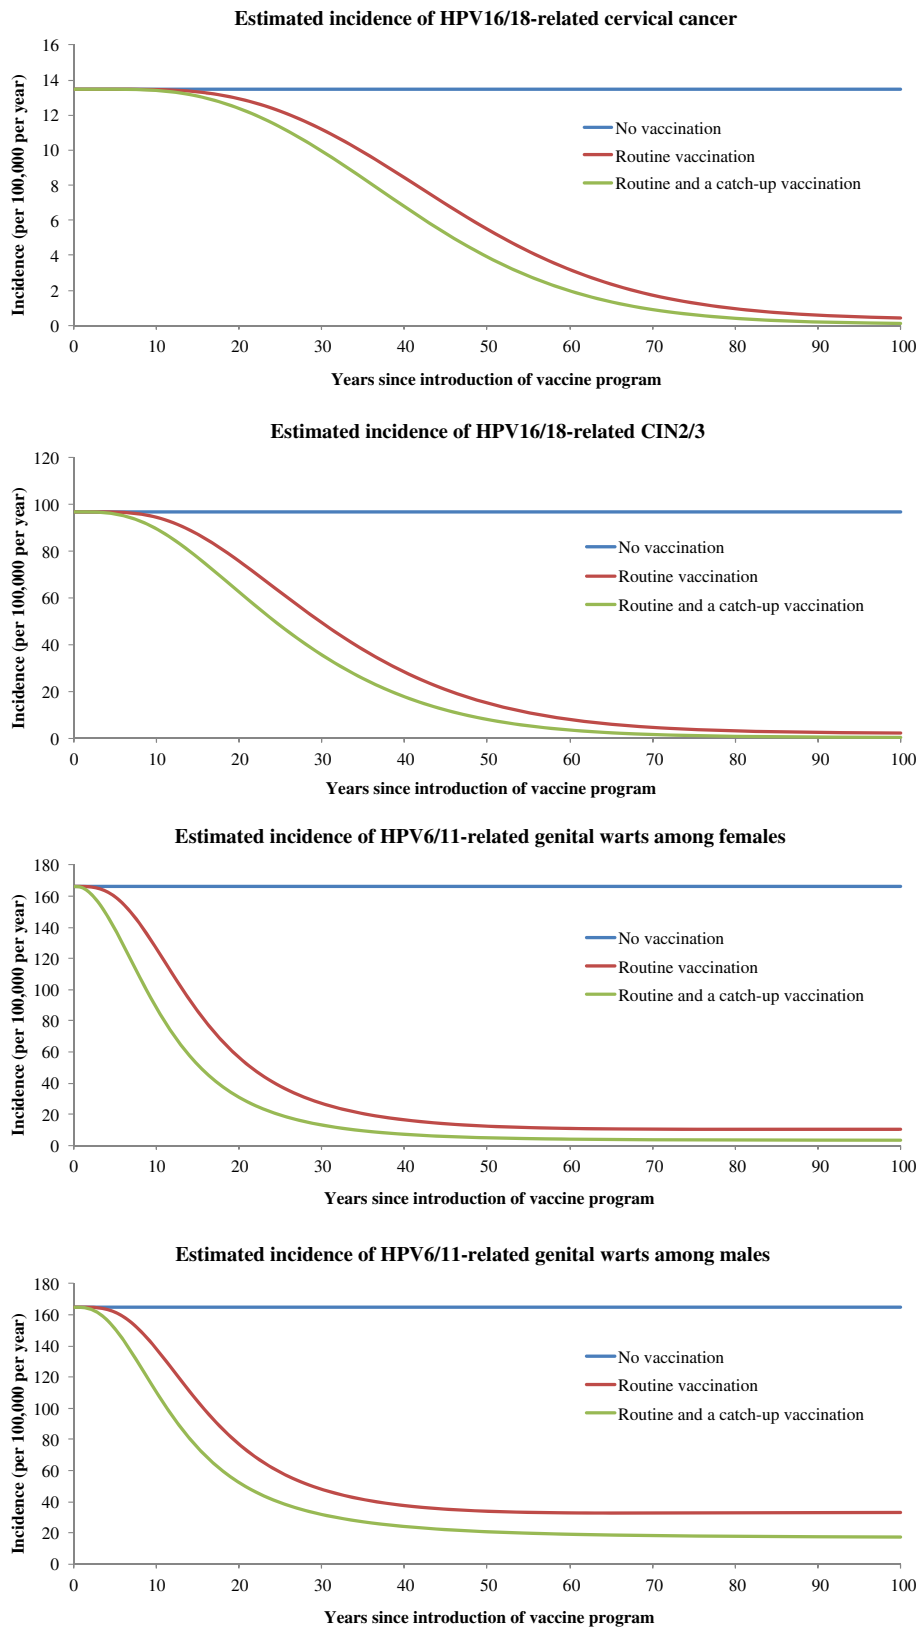 Estimated incidence of HPV16/18-related cervical cancer
Incidence (per 100,000 per year)
16
14
12
10
8
6
4
2
0
No vaccination
Routine vaccination
Routine and a catch-up vaccination
0 10 20 30 40 50 60 70 80 90 100
Years since introduction of vaccine program
Estimated incidence of HPV16/18-related CIN2/3
Incidence (per 100,000 per year)
120
100
80
60
40
20
0
No vaccination
Routine vaccination
Routine and a catch-up vaccination
0 10 20 30 40 50 60 70 80 90 100
Years since introduction of vaccine program
Estimated incidence of HPV6/11-related genital warts among females
Incidence (per 100,000 per year)
180
160
140
120
100
80
60
40
20
0
No vaccination
Routine vaccination
Routine and a catch-up vaccination
0 10 20 30 40 50 60 70 80 90 100
Years since introduction of vaccine program
Estimated incidence of HPV6/11-related genital warts among males
Incidence (per 100,000 per year)
180
160
140
120
100
80
60
40
20
0
No vaccination
Routine vaccination
Routine and a catch-up vaccination
0 10 20 30 40 50 60 70 80 90 100
Years since introduction of vaccine program